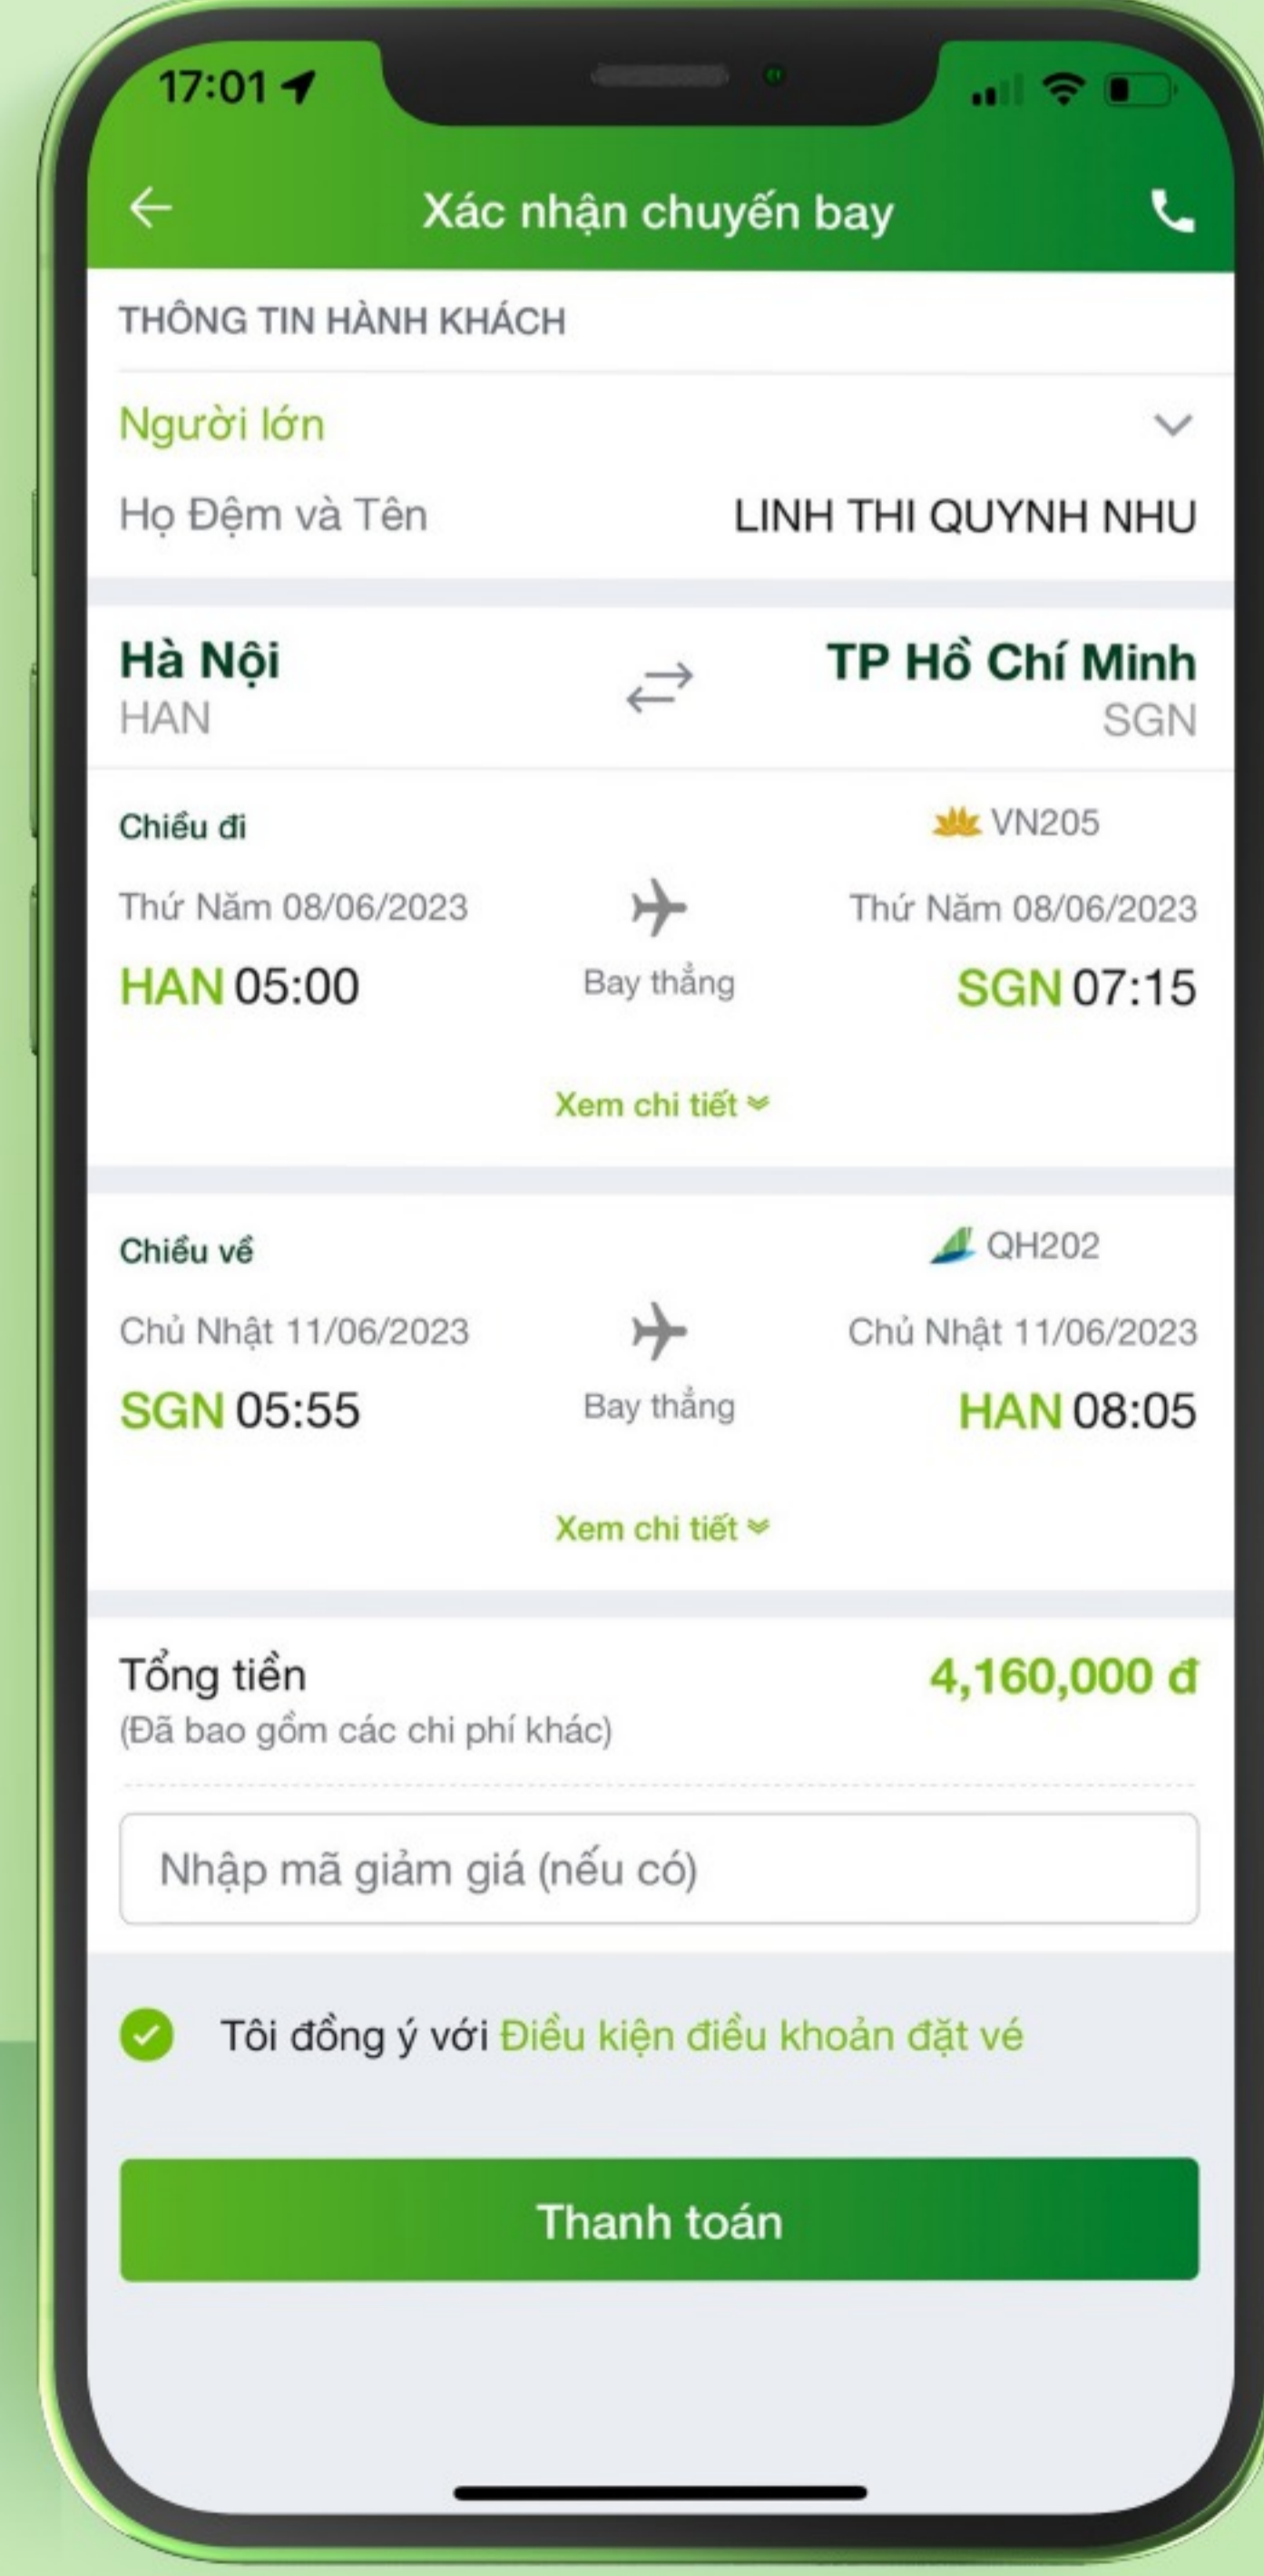 17:01
Xác nhận chuyến bay
THÔNG TIN HÀNH KHÁCH
Người lớn
Họ Đệm và Tên LINH THI QUYNH NHU
Hà Nội TP Hồ Chí Minh
HAN SGN
Chiều đi VN205
Thứ Năm 08/06/2023 Thứ Năm 08/06/2023
HAN 05:00 Bay thẳng SGN 07:15
Xem chi tiết
Chiều về QH202
Chủ Nhật 11/06/2023 Chủ Nhật 11/06/2023
SGN 05:55 Bay thẳng HAN 08:05
Xem chi tiết
Tổng tiền 4,160,000 đ
(Đã bao gồm các chi phí khác)
Nhập mã giảm giá (nếu có)
Tôi đồng ý với Điều kiện điều khoản đặt vé
Thanh toán